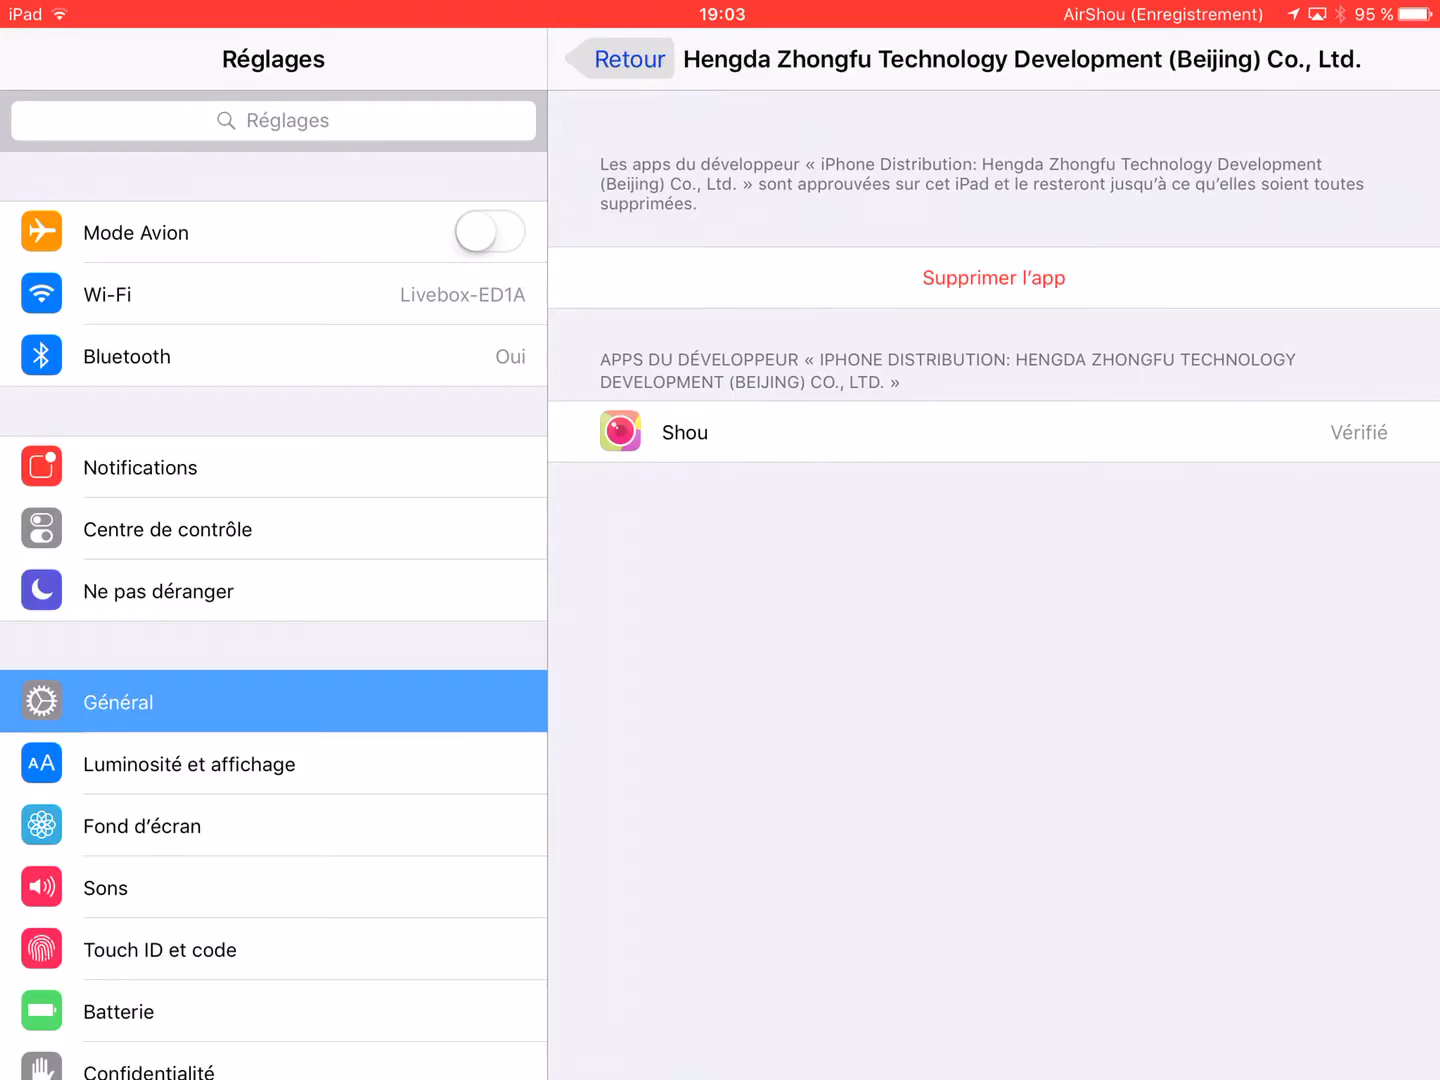 iPad
19:03
AirShou (Enregistrement)
95 %
Réglages
Retour
Hengda Zhongfu Technology Development (Beijing) Co., Ltd.
Réglages
Les apps du développeur « iPhone Distribution: Hengda Zhongfu Technology Development
(Beijing) Co., Ltd. » sont approuvées sur cet iPad et le resteront jusqu’à ce qu’elles soient toutes
supprimées.
Mode Avion
Supprimer l’app
Wi-Fi
Livebox-ED1A
Bluetooth
Oui
APPS DU DÉVELOPPEUR « IPHONE DISTRIBUTION: HENGDA ZHONGFU TECHNOLOGY
DEVELOPMENT (BEIJING) CO., LTD. »
Shou
Vérifié
Notifications
Centre de contrôle
Ne pas déranger
Général
AA
Luminosité et affichage
Fond d’écran
Sons
Touch ID et code
Batterie
Confidentialité